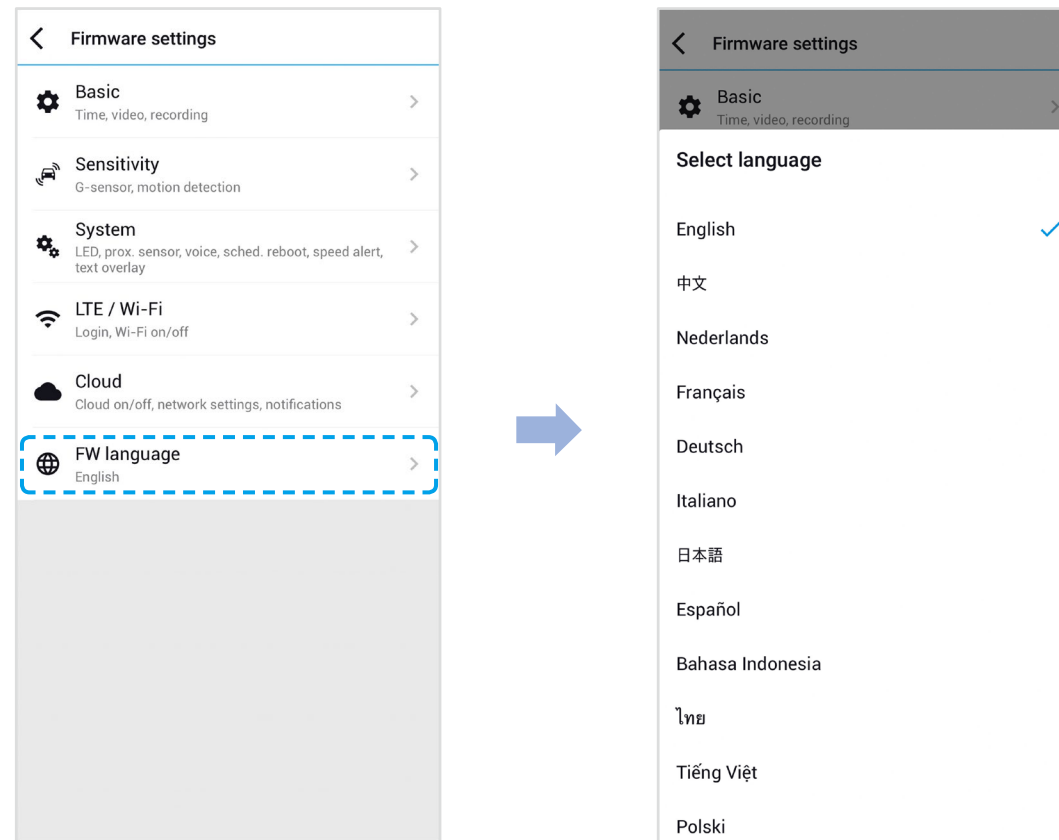 Firmware settings
Basic
Time, video, recording
Sensitivity
G-sensor, motion detection
System
LED, prox. sensor, voice, sched. reboot, speed alert,
text overlay
LTE / Wi-Fi
Login, Wi-Fi on/off
Cloud
Cloud on/off, network settings, notifications
FW language
English
Firmware settings
Basic
Time, video, recording
Select language
English
中文
Nederlands
Français
Deutsch
Italiano
日本語
Español
Bahasa Indonesia
ไทย
Tiếng Việt
Polski